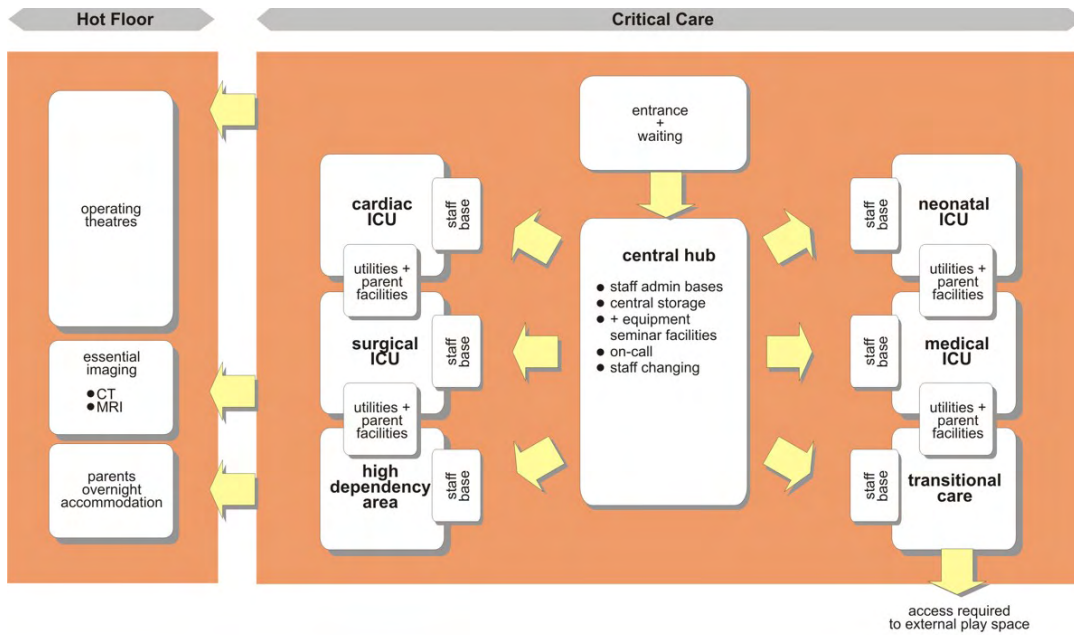 Hot Floor
Critical Care
operating
theatres
essential
imaging
●CT
●MRI
parents
overnight
accommodation
entrance
+
waiting
cardiac
ICU
staff
base
utilities +
parent
facilities
surgical
ICU
staff
base
utilities +
parent
facilities
high
dependency
area
staff
base
central hub
● staff admin bases
● central storage
● + equipment
seminar facilities
● on-call
● staff changing
neonatal
ICU
staff
base
utilities +
parent
facilities
medical
ICU
staff
base
utilities +
parent
facilities
transitional
care
staff
base
access required
to external play space